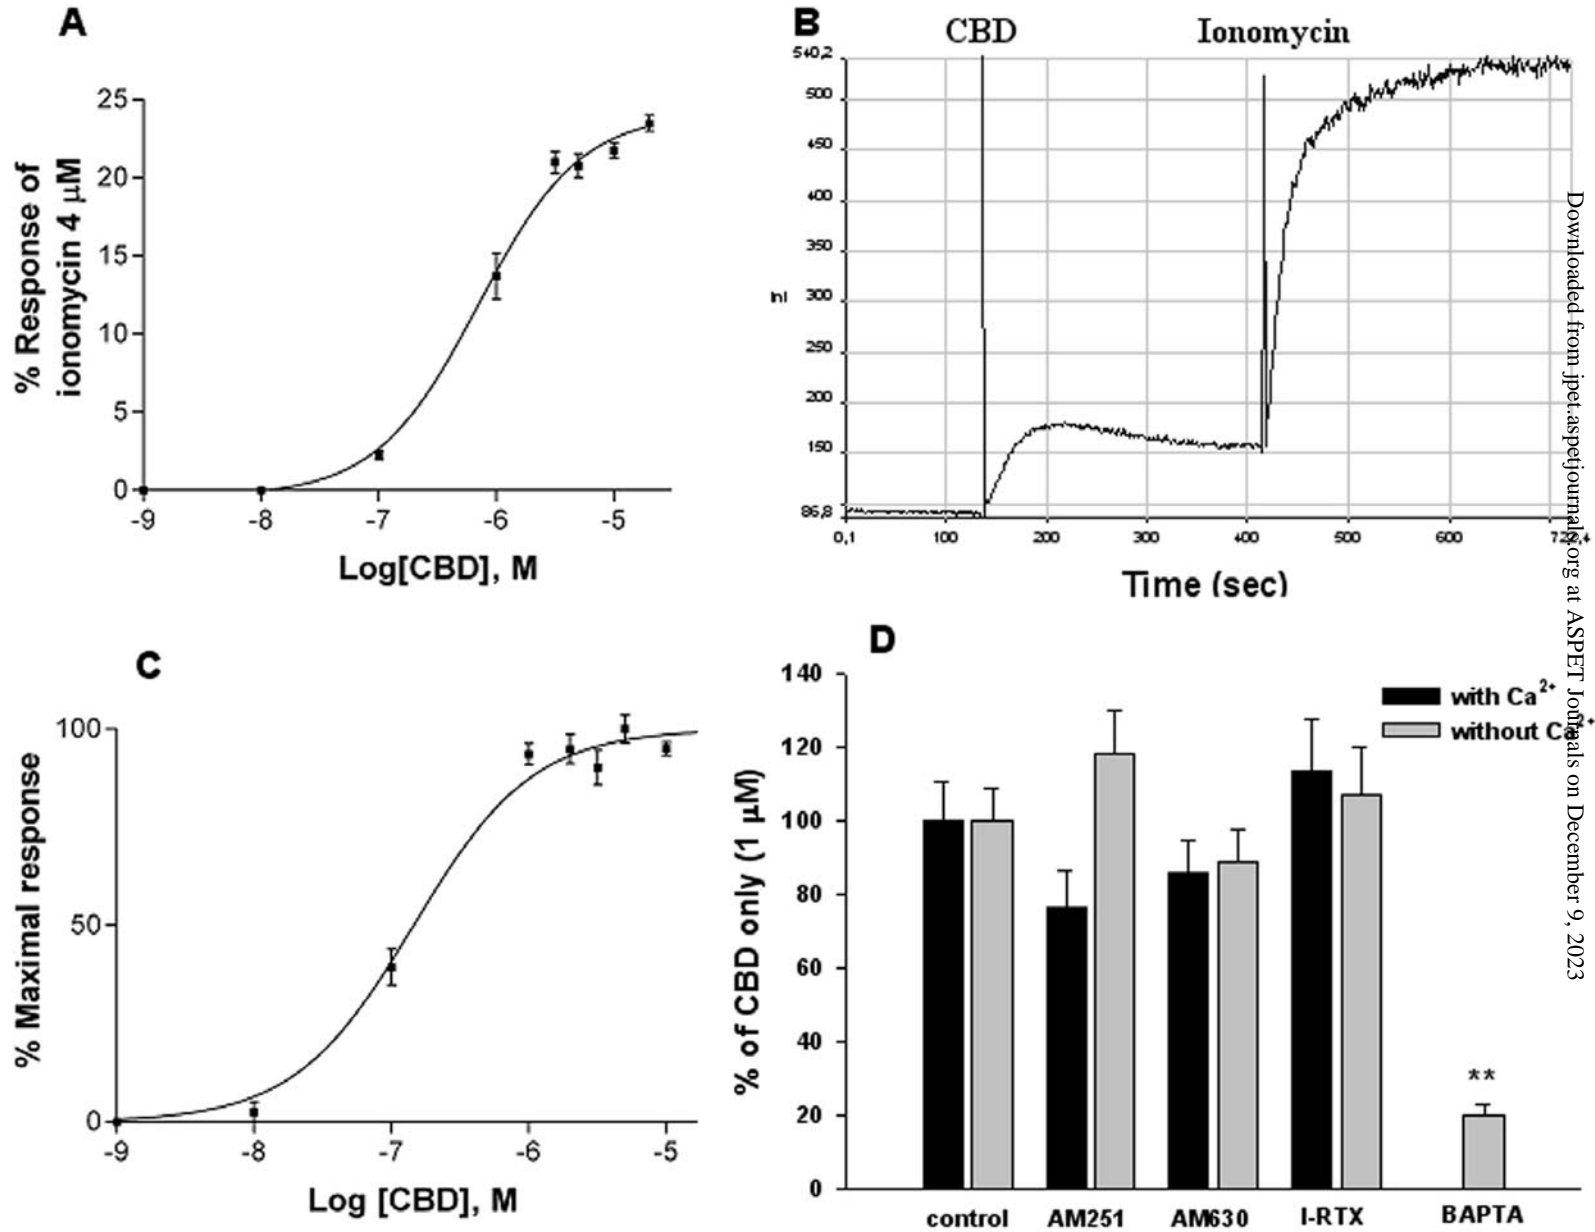 A
% Response of
ionomycin 4 µM
25
20
15
10
5
0
-9 -8 -7 -6 -5
Log[CBD], M
B
CBD Ionomycin
540,2
500
450
400
350
300
250
200
150
86,8
0,1 100 200 300 400 500 600
Time (sec)
C
% Maximal response
100
50
0
-9 -8 -7 -6 -5
Log [CBD], M
D
% of CBD only (1 µM)
140
120
100
80
60
40
20
0
with Ca2+
without Ca2+
**
control AM251 AM630 I-RTX BAPTA
Downloaded from jpet.aspetjournals.org at ASPET Journals on December 9, 2023